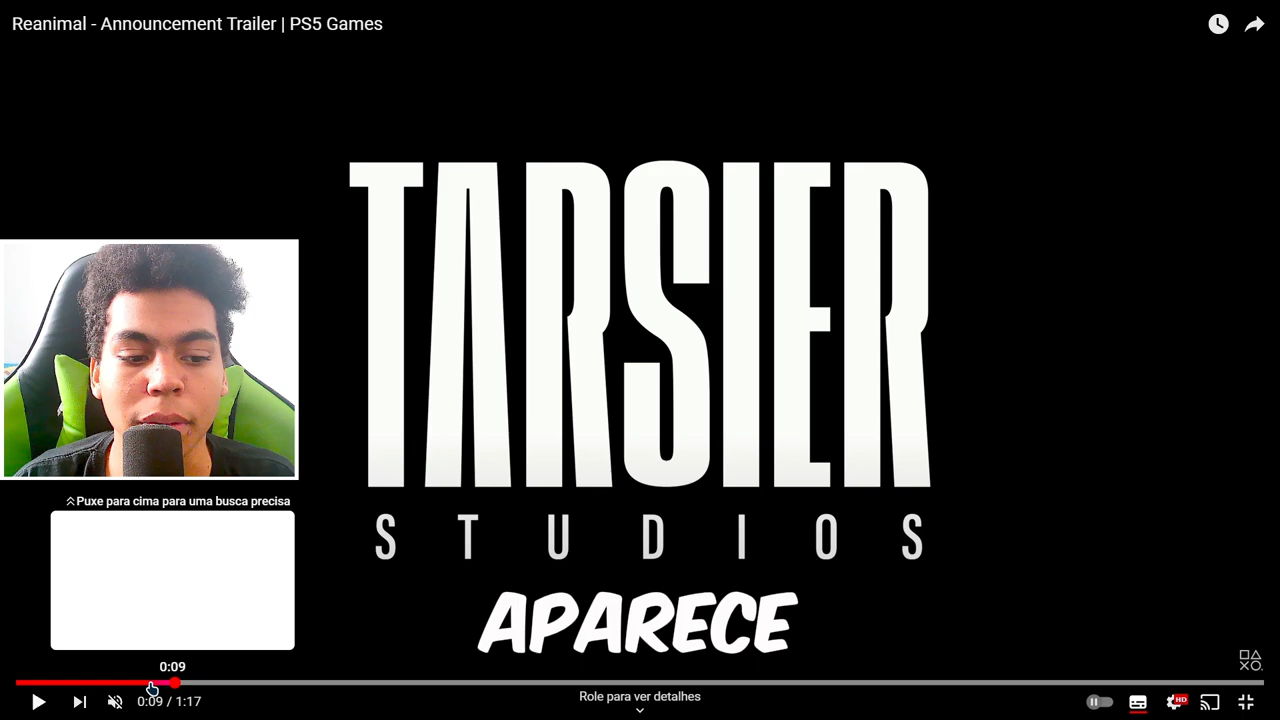 Reanimal - Announcement Trailer | PS5 Games
TARSIER
STUDIOS
Puxe para cima para uma busca precisa
APARECE
0:09
0:09 / 1:17
Role para ver detalhes
HD